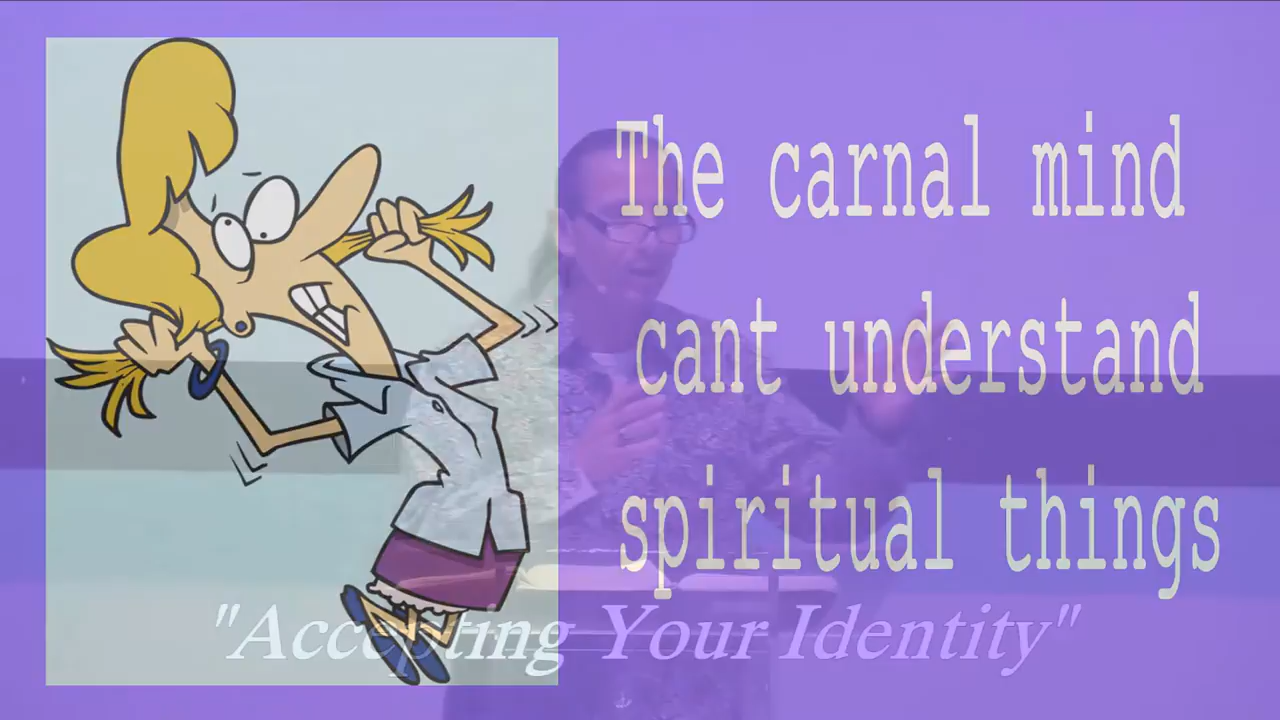 The carnal mind
cant understand
spiritual things
"Accepting Your Identity"